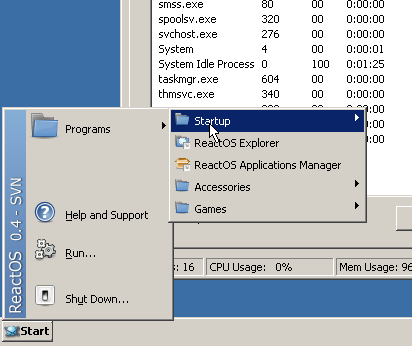 smss.exe 156 00 0:00:00
spoolsv.exe 320 00 0:00:00
svchost.exe 276 00 0:00:00
System 4 00 0:00:01
System Idle Process 0 100 0:01:25
taskmgr.exe 604 00 0:00:00
thmsvc.exe 340 00 0:00:00
Programs
Startup
ReactOS Explorer
ReactOS Applications Manager
Accessories
Games
Help and Support
Run...
Shut Down...
ReactOS 0.4 - SVN
: 16 CPU Usage: 0% Mem Usage: 96
Start